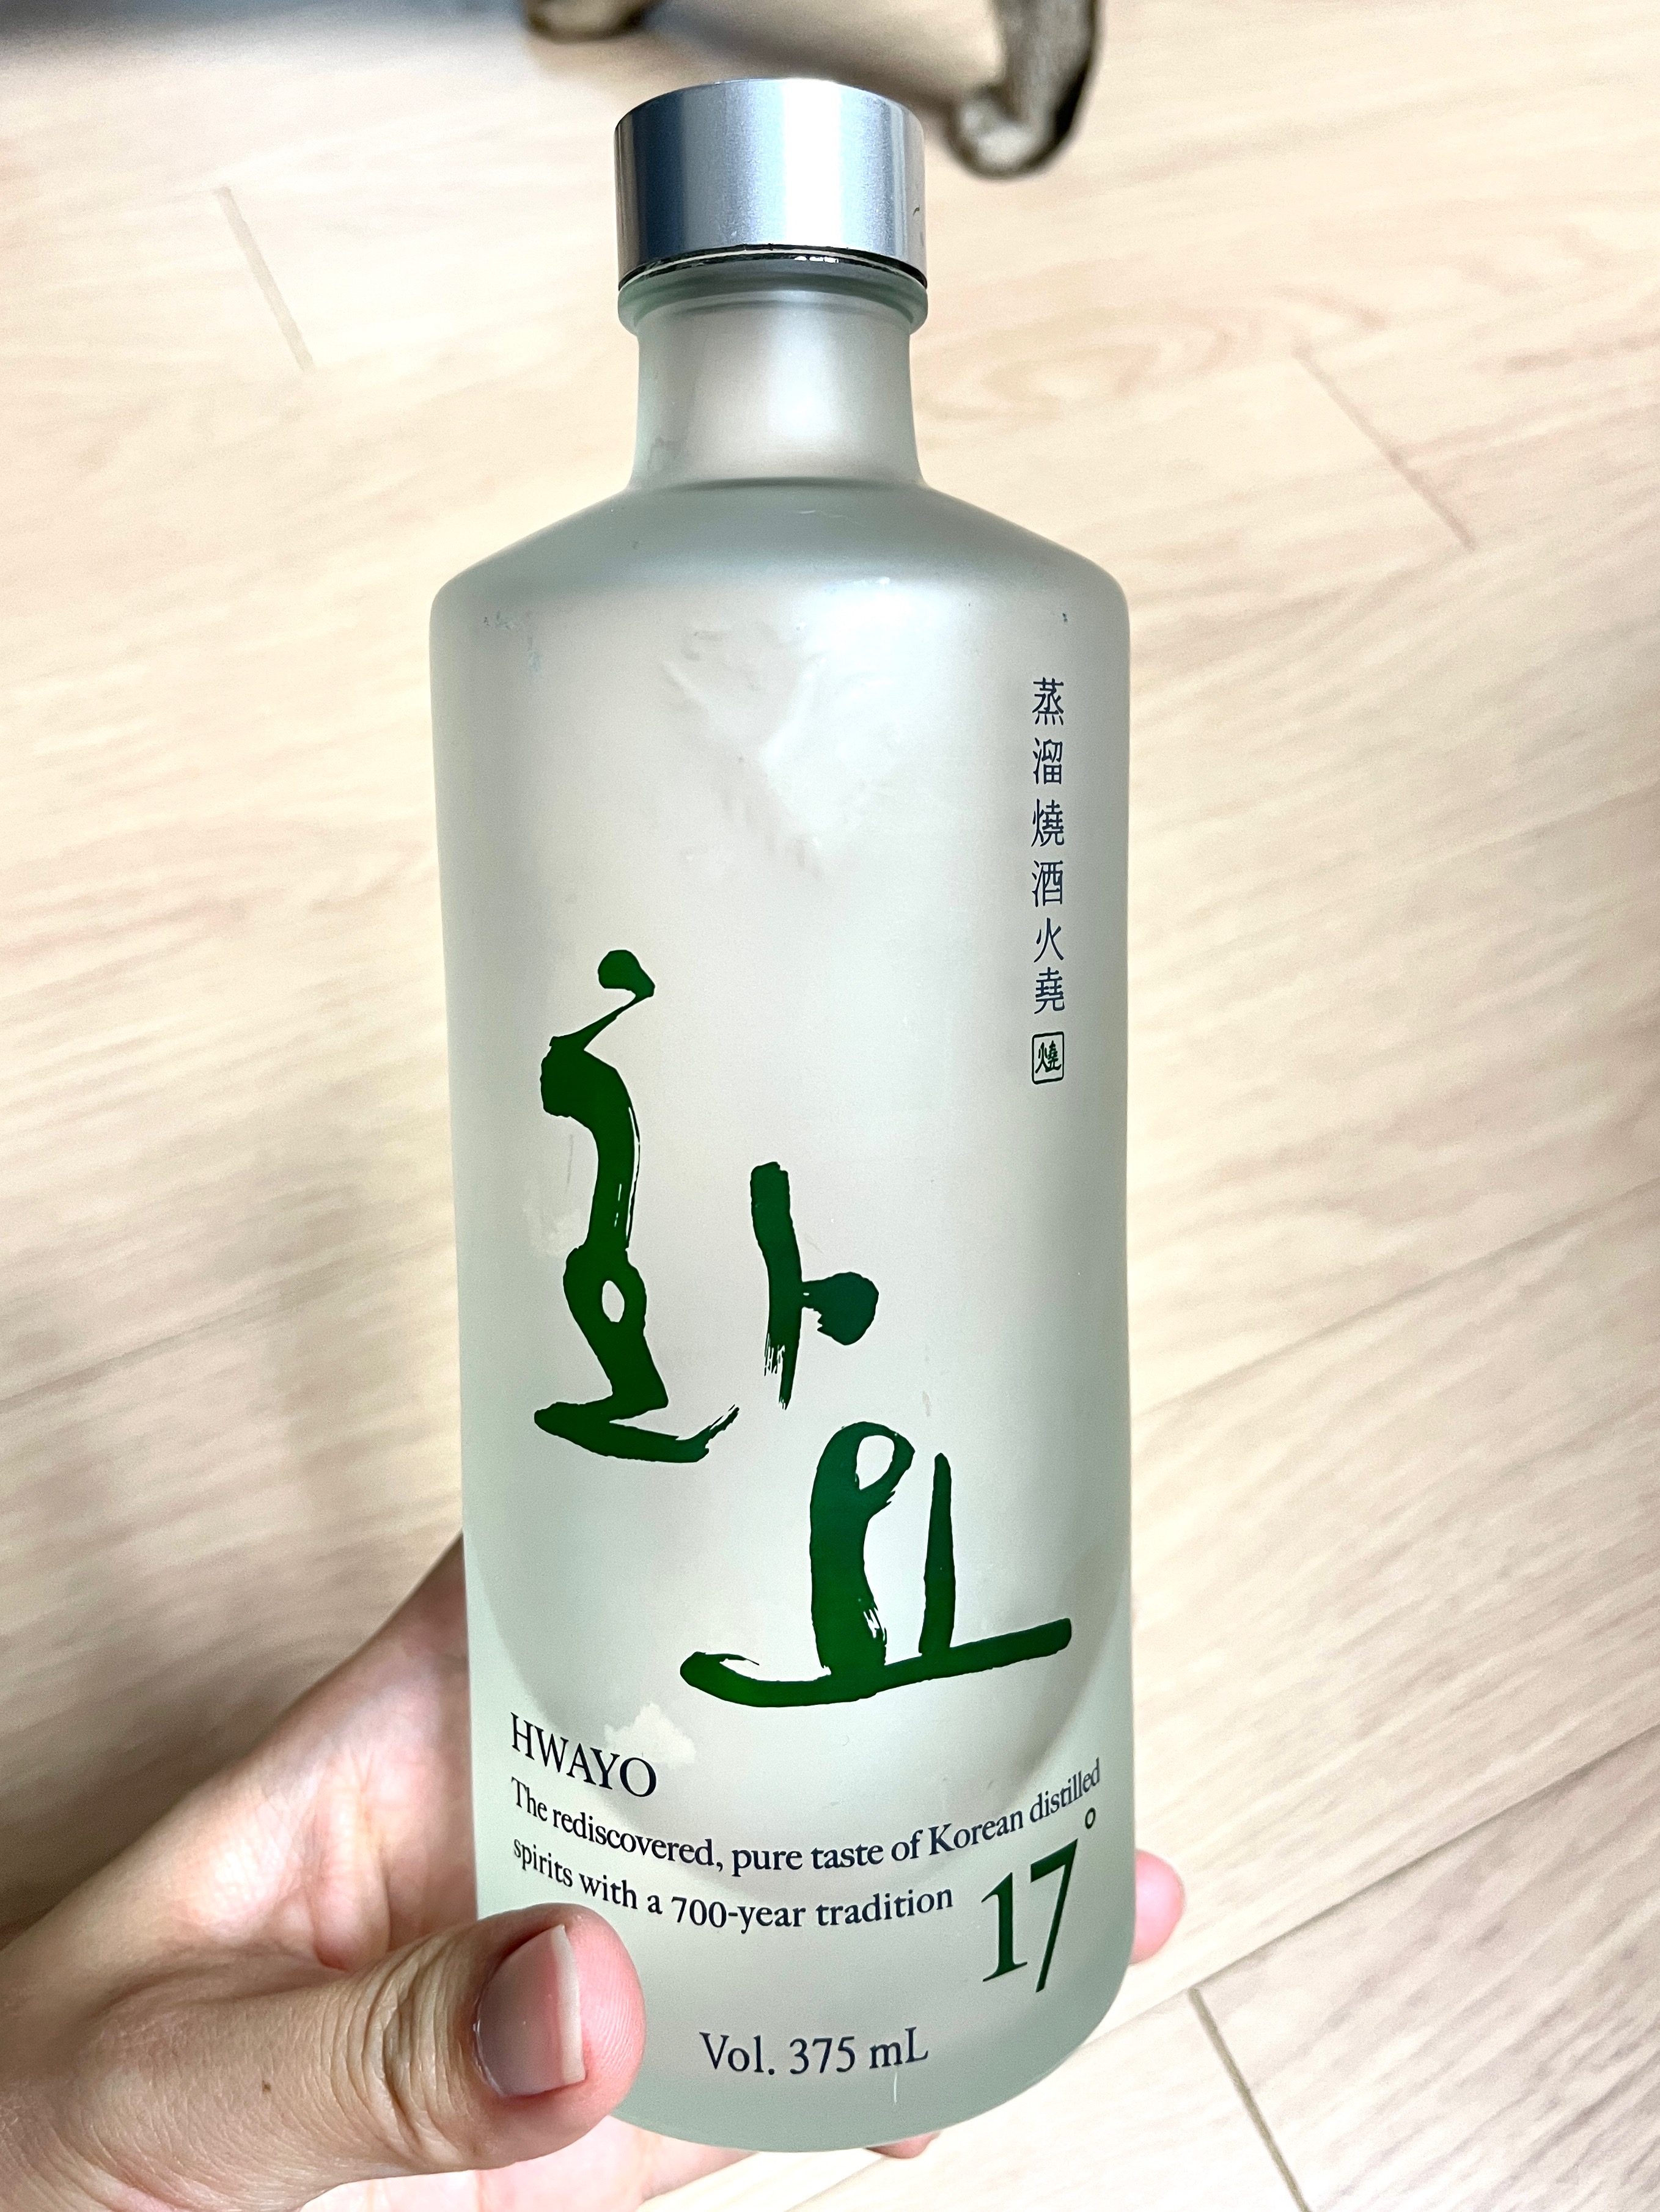 蒸溜燒酒火堯
燒
화요
HWAYO
The rediscovered, pure taste of Korean distilled
spirits with a 700-year tradition
17°
Vol. 375 mL